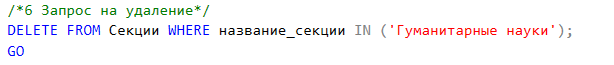 /*6 Запрос на удаление*/
DELETE FROM Секции WHERE название_секции IN ('Гуманитарные науки');
GO